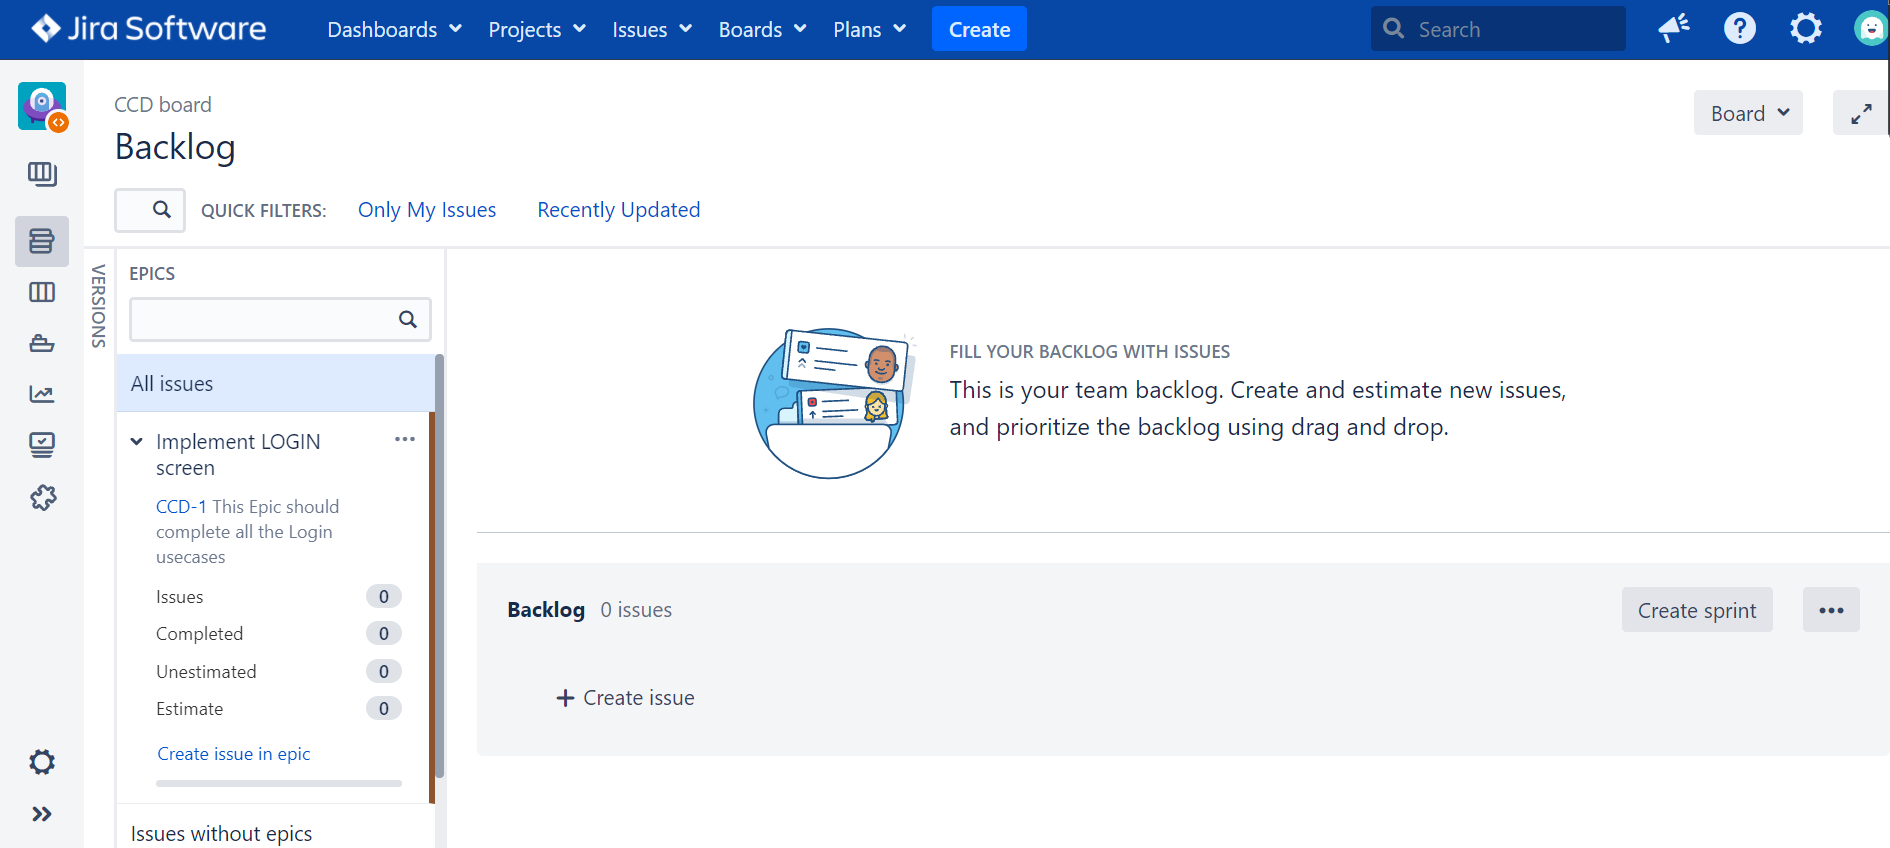 Jira Software
Dashboards
Projects
Issues
Boards
Plans
Create
Search
CCD board
Backlog
Board
QUICK FILTERS:
Only My Issues
Recently Updated
VERSIONS
EPICS
All issues
Implement LOGIN
screen
CCD-1 This Epic should
complete all the Login
usecases
Issues 0
Completed 0
Unestimated 0
Estimate 0
Create issue in epic
Issues without epics
FILL YOUR BACKLOG WITH ISSUES
This is your team backlog. Create and estimate new issues,
and prioritize the backlog using drag and drop.
Backlog 0 issues
Create sprint
Create issue